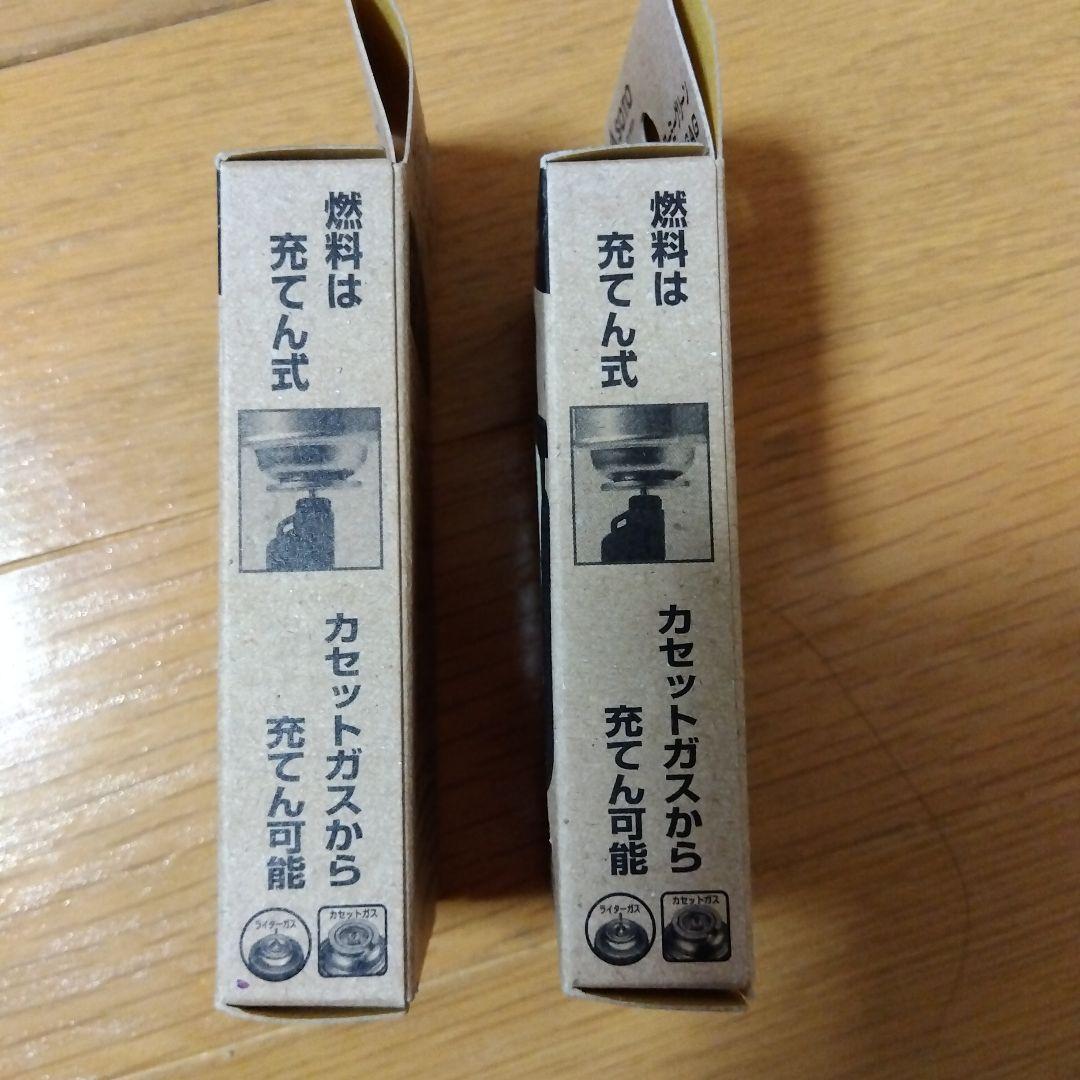 燃料は
充てん式
カセットガスから
充てん可能
ライターガス
カセットガス
SOTO
燃料は
充てん式
カセットガスから
充てん可能
ライターガス
カセットガス